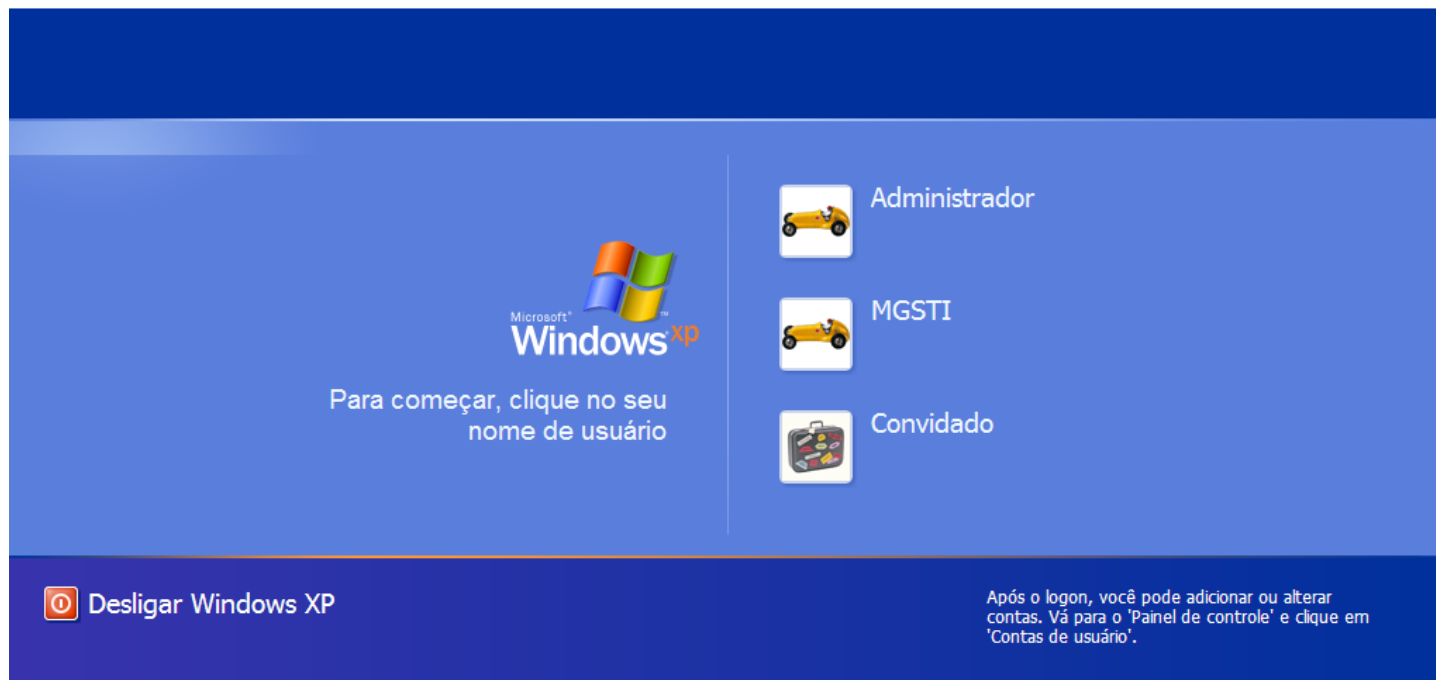 Microsoft®
Windows xp™
Para começar, clique no seu
nome de usuário
Administrador
MGSTI
Convidado
Desligar Windows XP
Após o logon, você pode adicionar ou alterar
contas. Vá para o 'Painel de controle' e clique em
'Contas de usuário'.